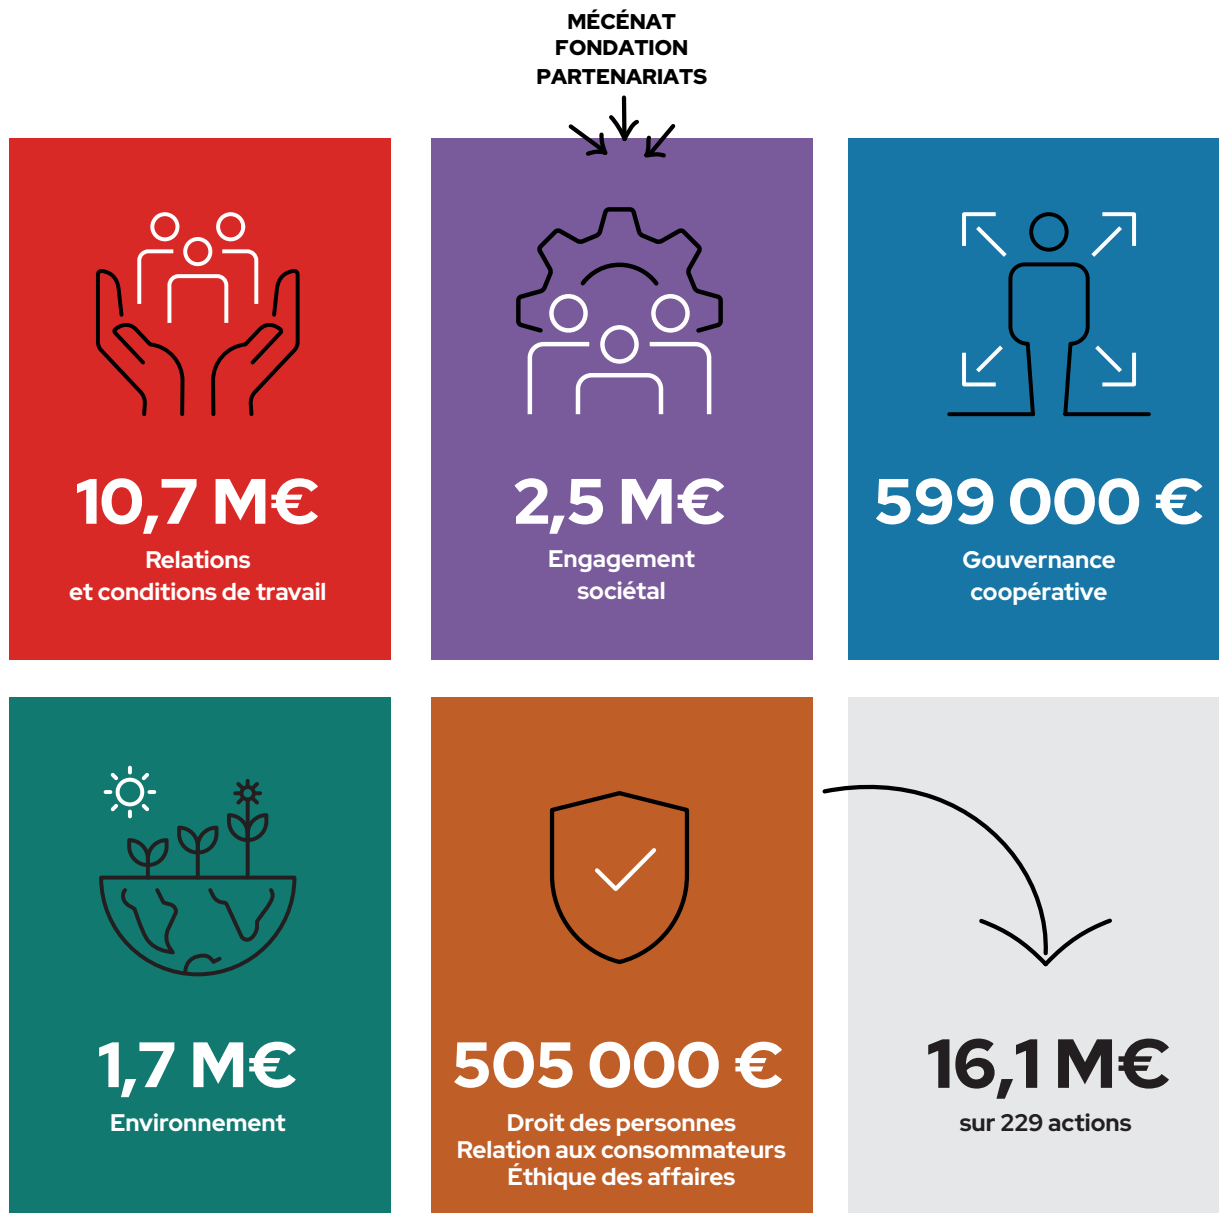 MÉCÉNAT
FONDATION
PARTENARIATS
10,7 M€
Relations
et conditions de travail
2,5 M€
Engagement
sociétal
599 000 €
Gouvernance
coopérative
1,7 M€
Environnement
505 000 €
Droit des personnes
Relation aux consommateurs
Éthique des affaires
16,1 M€
sur 229 actions